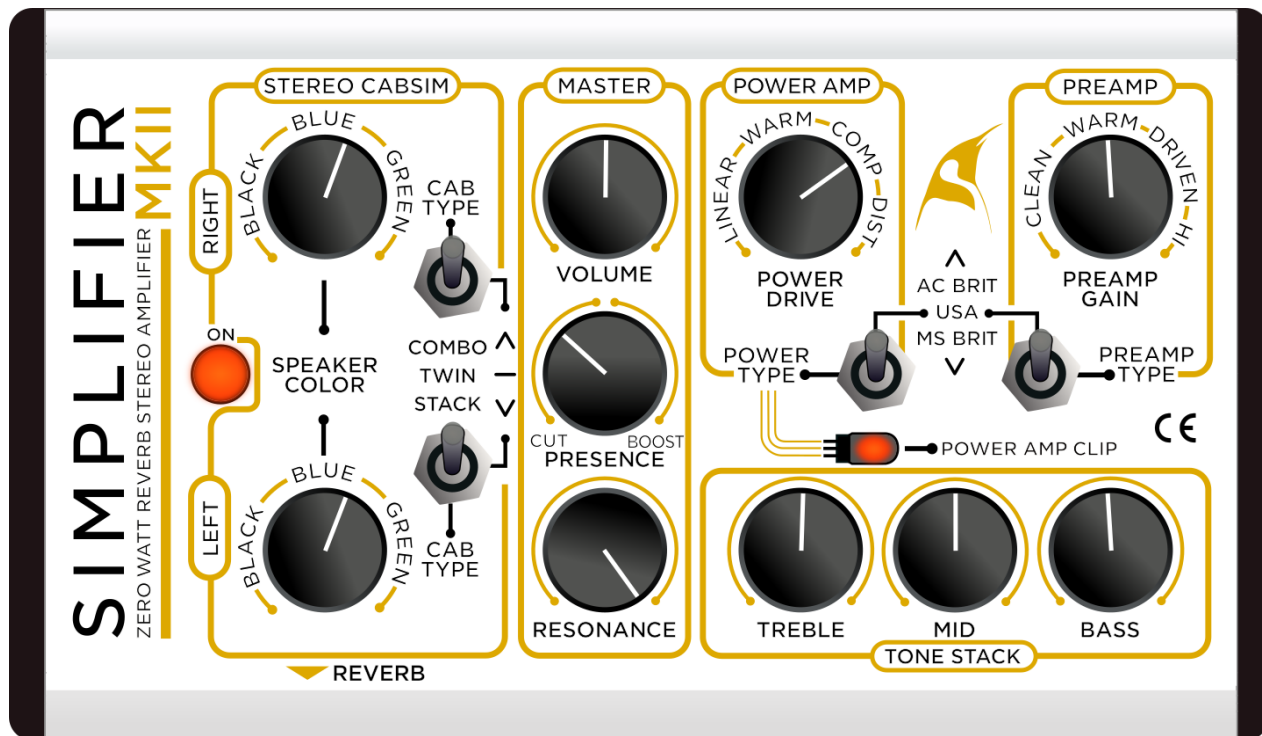 SIMPLIFIER
MKII
ZERO WATT REVERB STEREO AMPLIFIER
STEREO CABSIM
RIGHT
BLACK BLUE GREEN
CAB
TYPE
ON
SPEAKER
COLOR
COMBO
TWIN
STACK
LEFT
BLACK BLUE GREEN
CAB
TYPE
REVERB
MASTER
VOLUME
CUT BOOST
PRESENCE
RESONANCE
POWER AMP
LINEAR WARM COMP DIST
POWER
DRIVE
POWER
TYPE
AC BRIT
USA
MS BRIT
PREAMP
CLEAN WARM DRIVEN HI
PREAMP
GAIN
PREAMP
TYPE
CE
POWER AMP CLIP
TREBLE MID BASS
TONE STACK